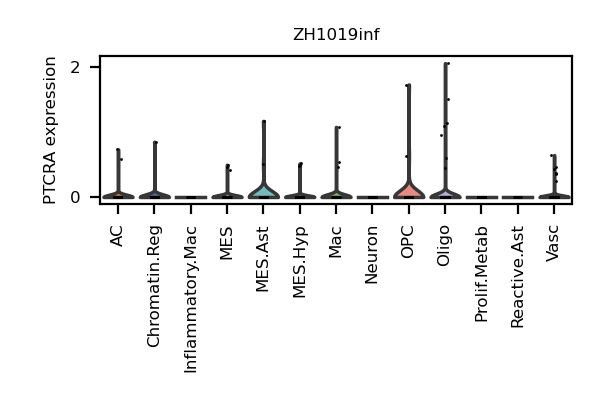 ZH1019inf
PTCRA expression
2
0
AC
Chromatin.Reg
Inflammatory.Mac
MES
MES.Ast
MES.Hyp
Mac
Neuron
OPC
Oligo
Prolif.Metab
Reactive.Ast
Vasc